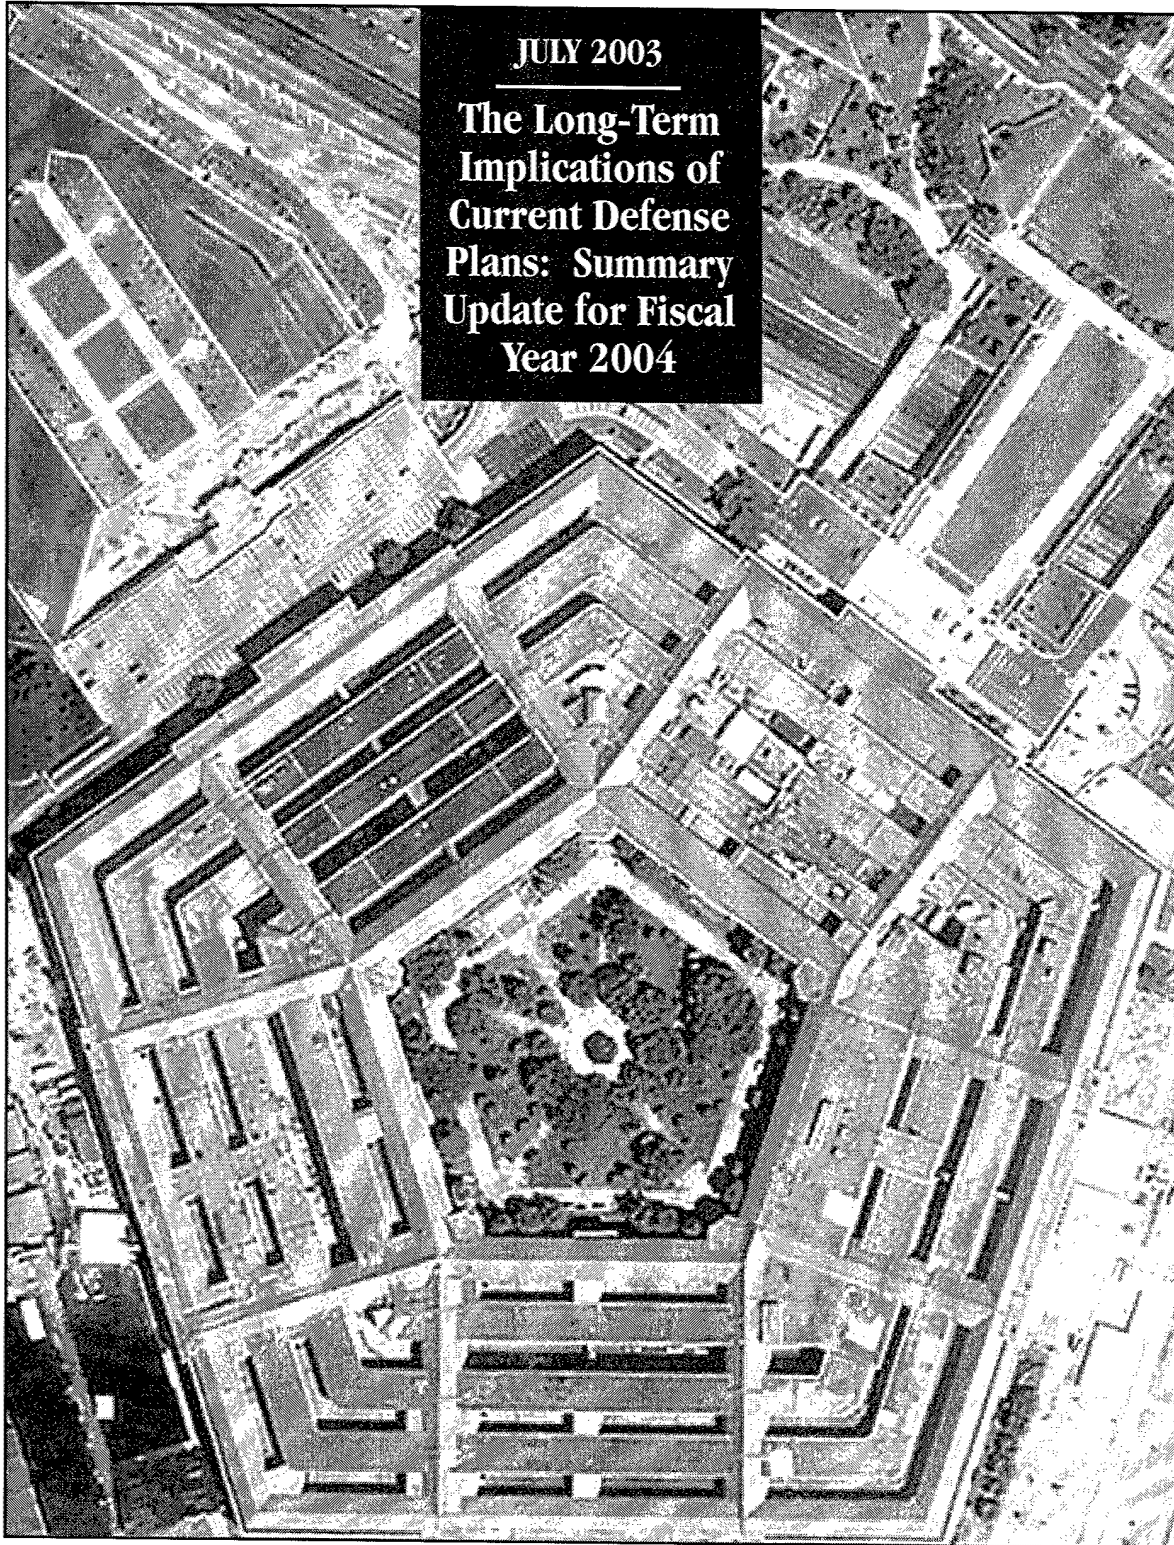 JULY 2003
The Long-Term
Implications of
Current Defense
Plans: Summary
Update for Fiscal
Year 2004